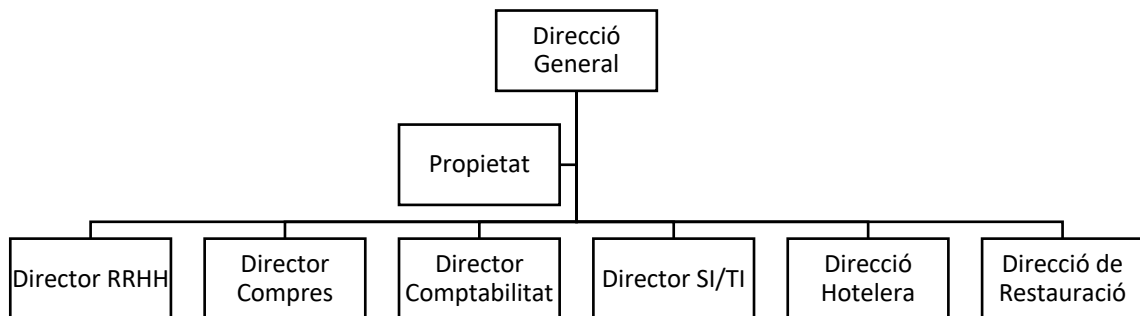 Direcció
General
Propietat
Director RRHH
Director
Compres
Director
Comptabilitat
Director SI/TI
Direcció
Hotelera
Direcció de
Restauració